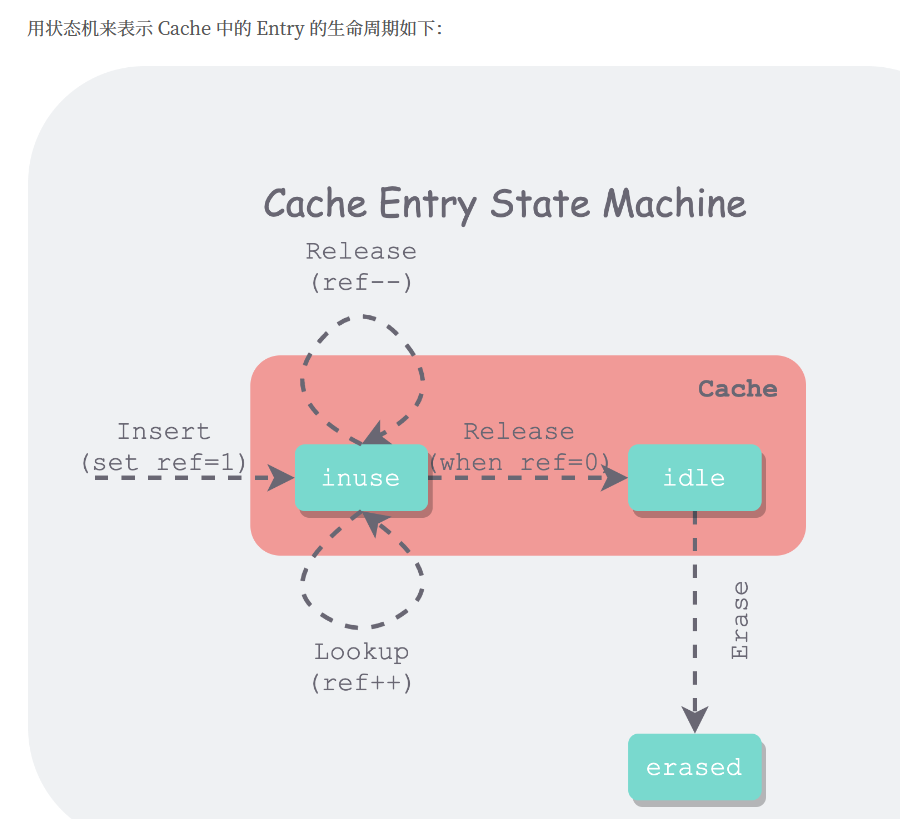 用状态机来表示 Cache 中的 Entry 的生命周期如下：
Cache Entry State Machine
Release
(ref--)
Cache
Insert
(set ref=1)
Release
(when ref=0)
inuse
idle
Erase
Lookup
(ref++)
erased